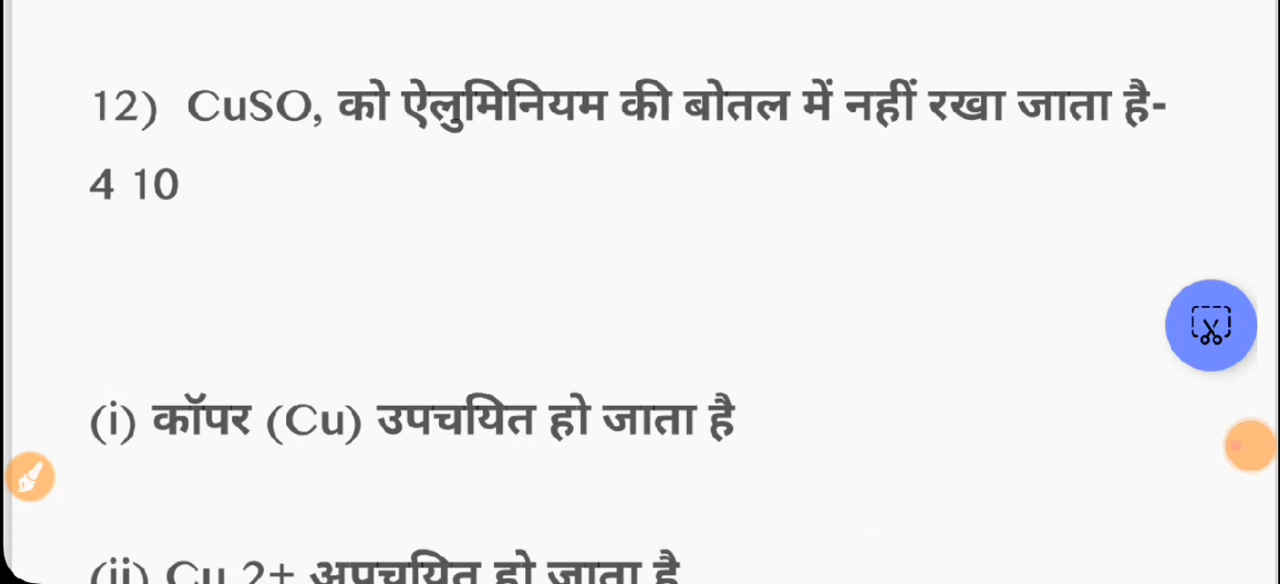 12) CuSO, को ऐलुमिनियम की बोतल में नहीं रखा जाता है-
4 10
(i) कॉपर (Cu) उपचयित हो जाता है
(ii) Cu 2+ अपचयित हो जाता है